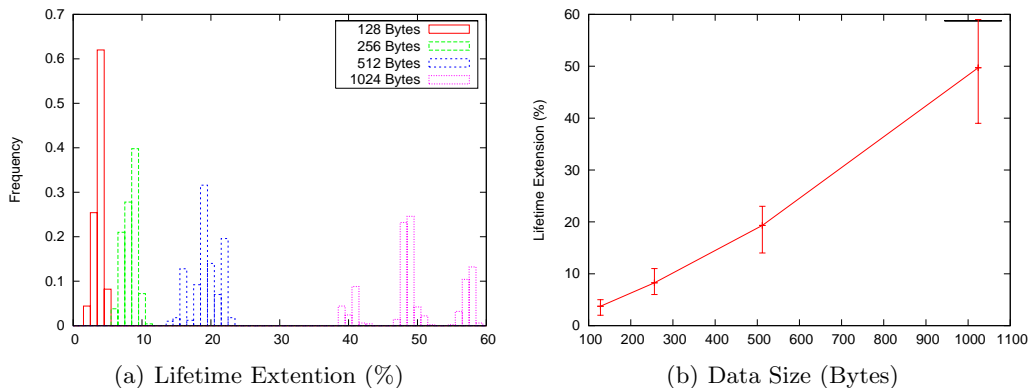 0.7
0.6
0.5
0.4
0.3
0.2
0.1
0
Frequency
128 Bytes
256 Bytes
512 Bytes
1024 Bytes
0 10 20 30 40 50 60
(a) Lifetime Extention (%)
60
50
40
30
20
10
0
Lifetime Extension (%)
100 200 300 400 500 600 700 800 900 1000 1100
(b) Data Size (Bytes)